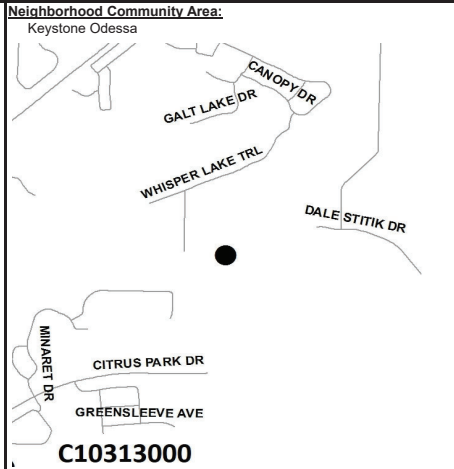 Neighborhood Community Area:
Keystone Odessa
CANOPY DR
GALT LAKE DR
WHISPER LAKE TRL
DALE STITIK DR
MINARET DR
CITRUS PARK DR
GREENSLEEVE AVE
C10313000